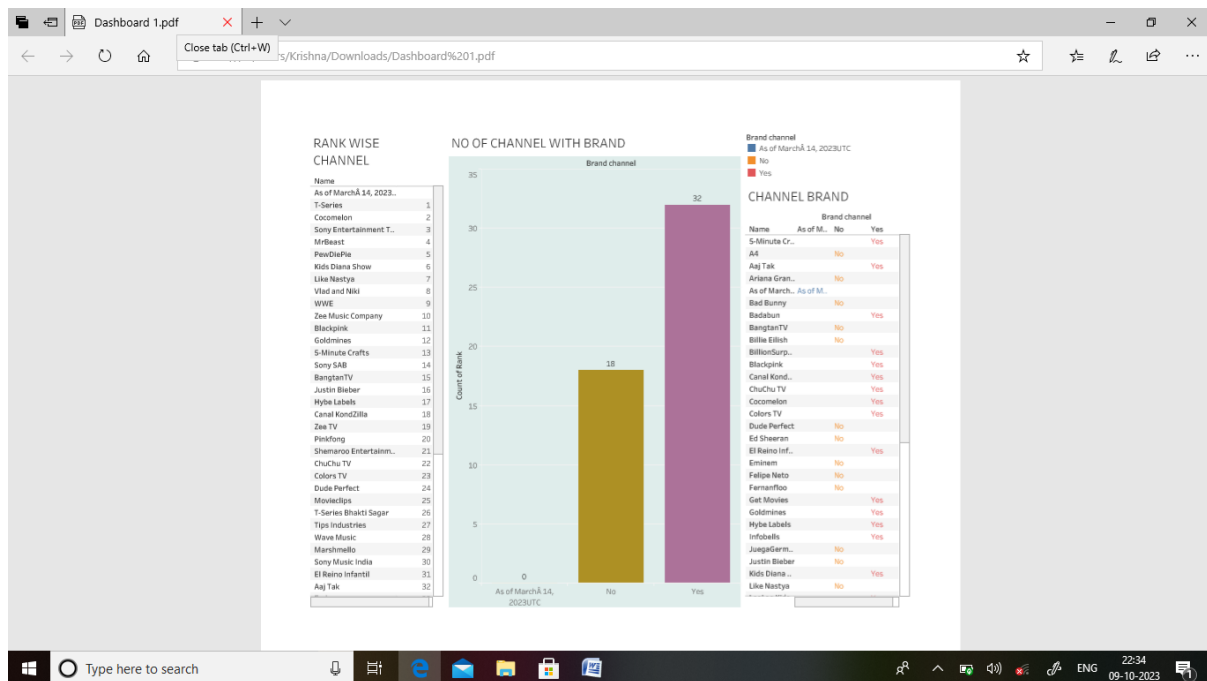 Dashboard 1.pdf
Close tab (Ctrl+W)
rs/Krishna/Downloads/Dashboard%201.pdf
RANK WISE
CHANNEL
Name
As of MarchÂ 14, 2023..
T-Series 1
Cocomelon 2
Sony Entertainment T.. 3
MrBeast 4
PewDiePie 5
Kids Diana Show 6
Like Nastya 7
Vlad and Niki 8
WWE 9
Zee Music Company 10
Blackpink 11
Goldmines 12
5-Minute Crafts 13
Sony SAB 14
BangtanTV 15
Justin Bieber 16
Hybe Labels 17
Canal KondZilla 18
Zee TV 19
Pinkfong 20
Shemaroo Entertainm.. 21
ChuChu TV 22
Colors TV 23
Dude Perfect 24
Movieclips 25
T-Series Bhakti Sagar 26
Tips Industries 27
Wave Music 28
Marshmello 29
Sony Music India 30
El Reino Infantil 31
Aaj Tak 32
NO OF CHANNEL WITH BRAND
Brand channel
Count of Rank
35
30
25
20
15
10
5
0
0
18
32
As of MarchÂ 14,
2023UTC
No
Yes
Brand channel
As of MarchÂ 14, 2023UTC
No
Yes
CHANNEL BRAND
Brand channel
Name As of M.. No Yes
5-Minute Cr.. Yes
A4 No
Aaj Tak Yes
Ariana Gran.. No
As of March.. As of M..
Bad Bunny No
Badabun Yes
BangtanTV No
Billie Eilish No
BillionSurp.. Yes
Blackpink Yes
Canal Kond.. Yes
ChuChu TV Yes
Cocomelon Yes
Colors TV Yes
Dude Perfect No
Ed Sheeran No
El Reino Inf.. Yes
Eminem No
Felipe Neto No
Fernanfloo No
Get Movies Yes
Goldmines Yes
Hybe Labels Yes
Infobells Yes
JuegaGerm.. No
Justin Bieber No
Kids Diana .. Yes
Like Nastya No
Type here to search
ENG
22:34
09-10-2023